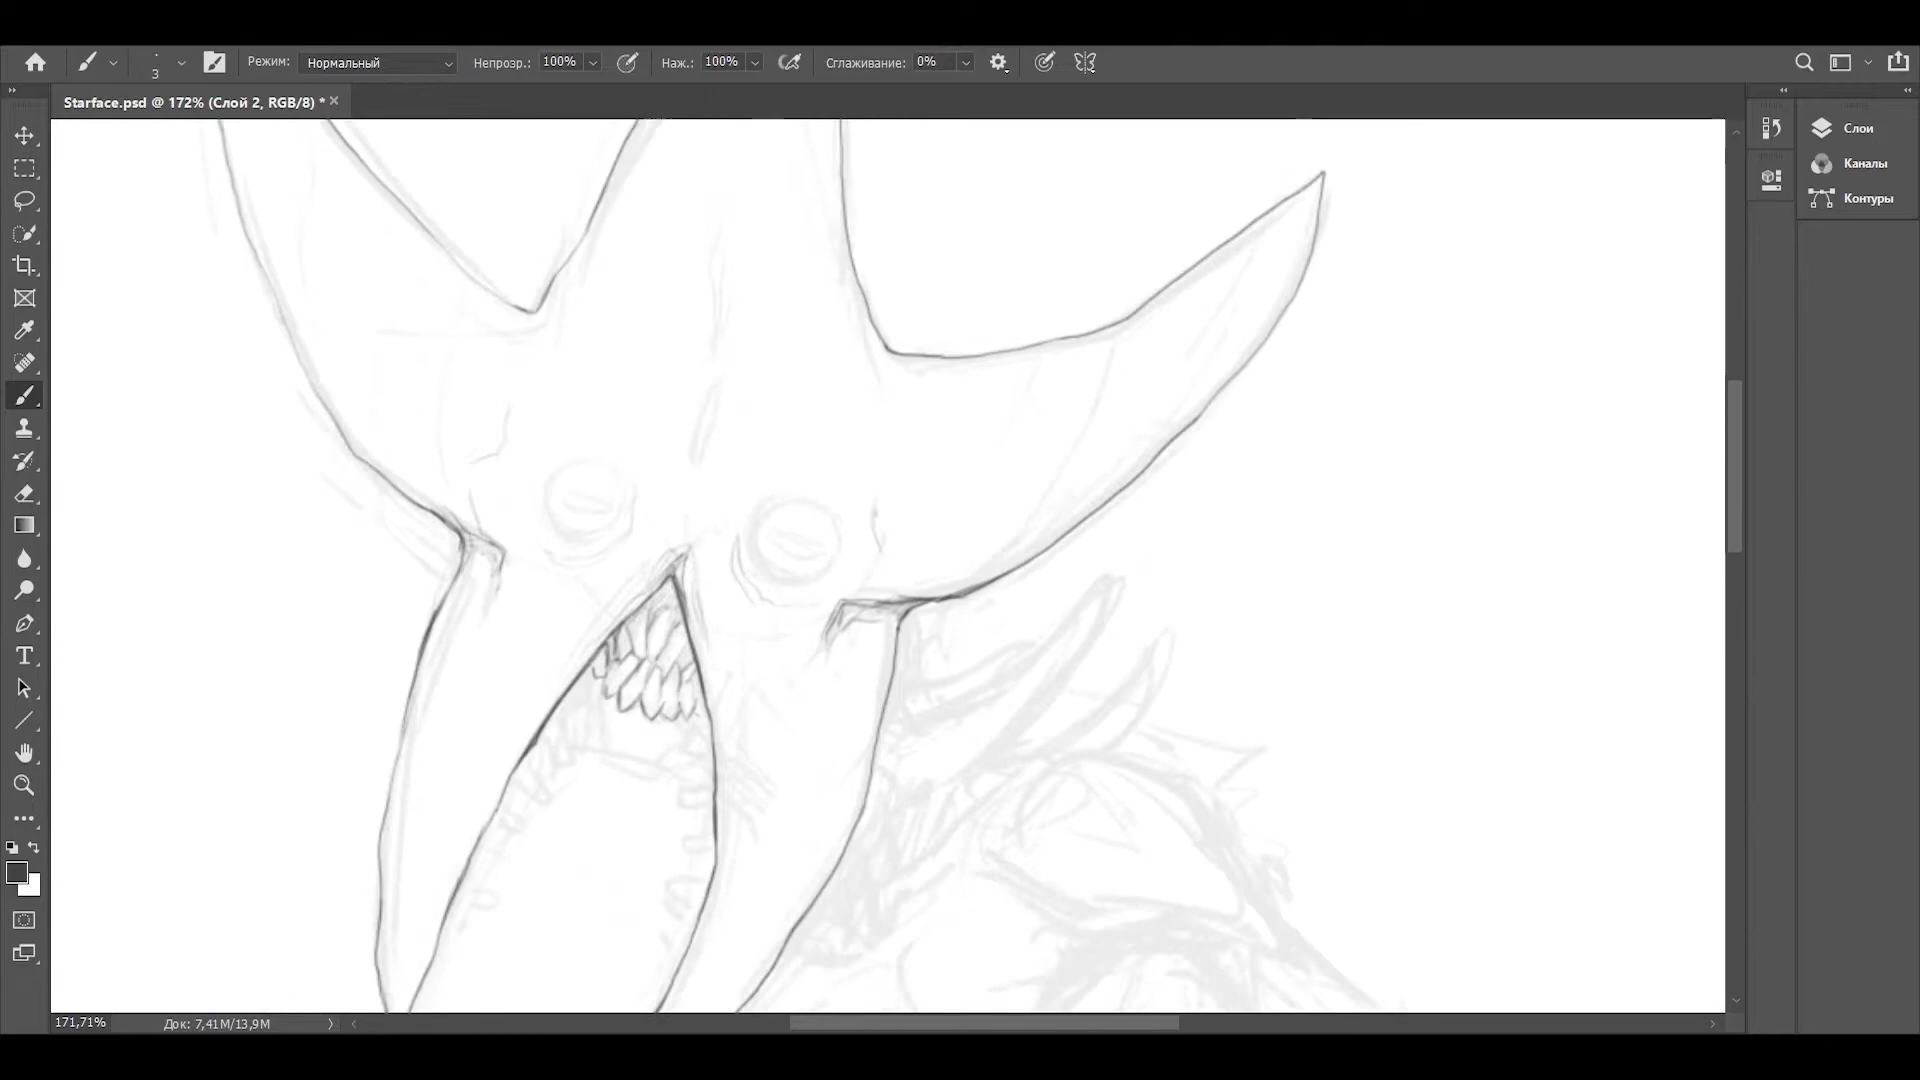 3
Режим: Нормальный Непрозр.: 100% Наж.: 100% Сглаживание: 0%
Starface.psd @ 172% (Слой 2, RGB/8) *
Слои
Каналы
Контуры
171,71% Док: 7,41M/13,9M